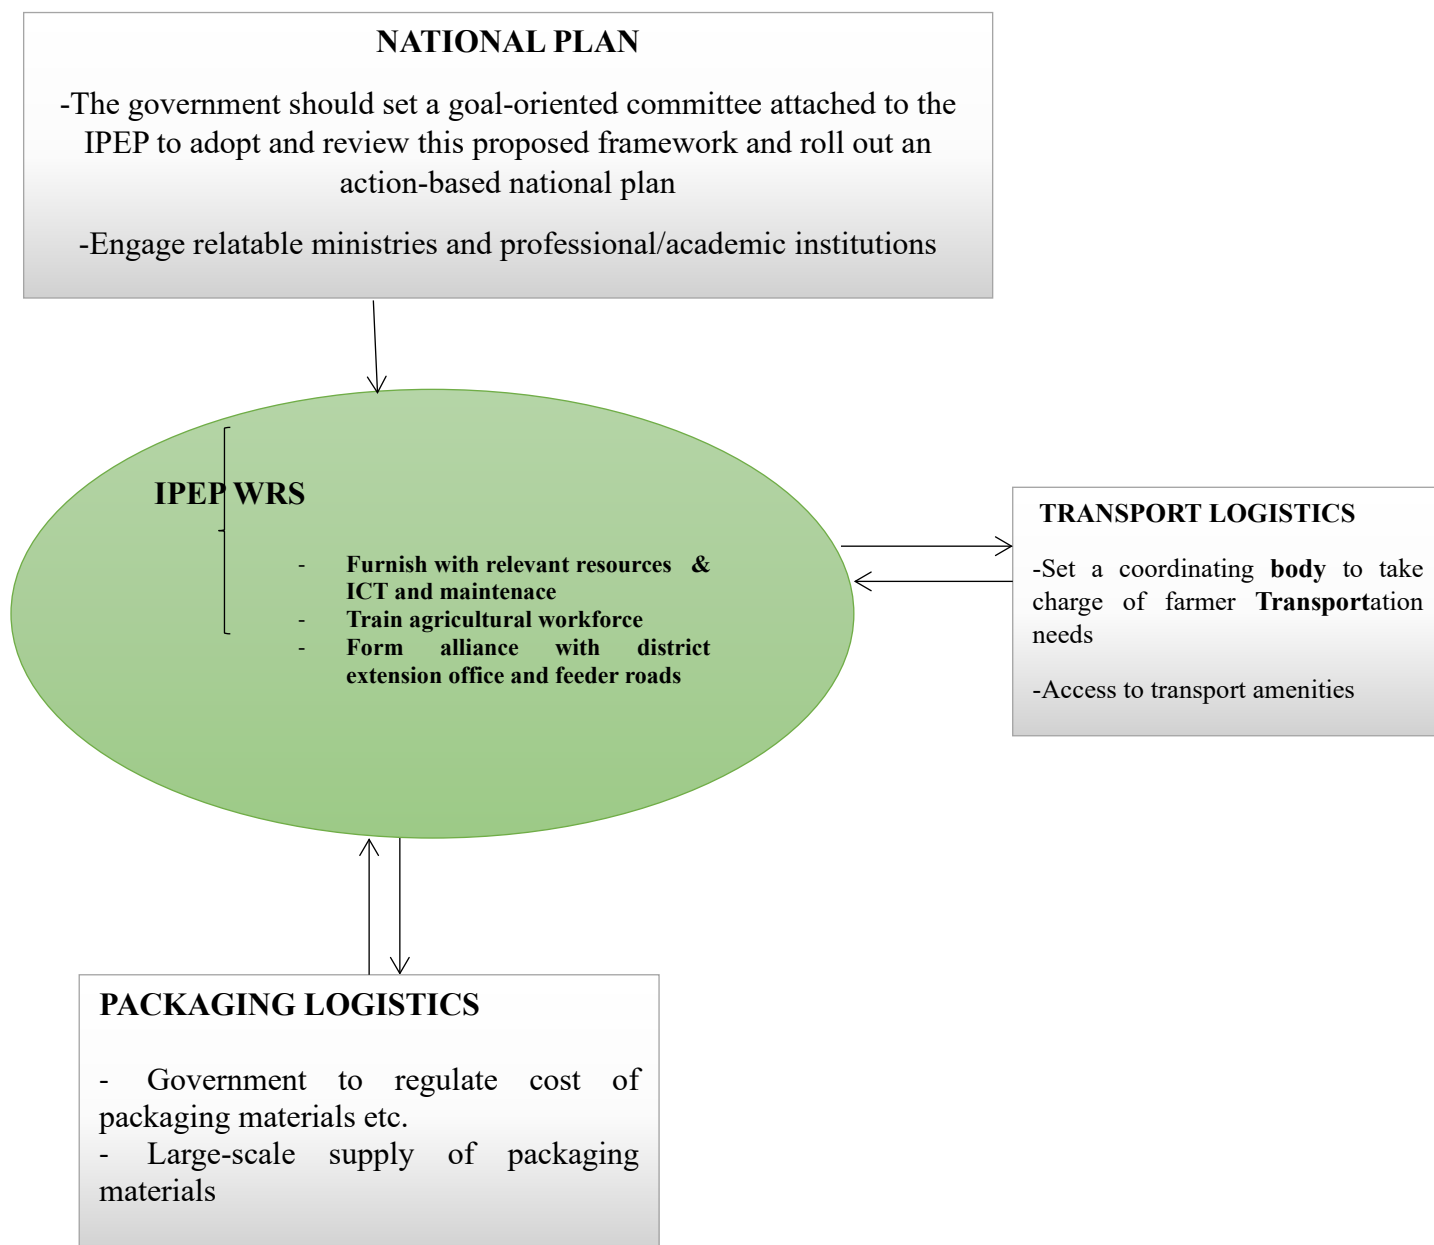 NATIONAL PLAN
-The government should set a goal-oriented committee attached to the
IPEP to adopt and review this proposed framework and roll out an
action-based national plan
-Engage relatable ministries and professional/academic institutions
IPEP WRS
- Furnish with relevant resources &
ICT and maintenace
- Train agricultural workforce
- Form alliance with district
extension office and feeder roads
TRANSPORT LOGISTICS
-Set a coordinating body to take
charge of farmer Transportation
needs
-Access to transport amenities
PACKAGING LOGISTICS
- Government to regulate cost of
packaging materials etc.
- Large-scale supply of packaging
materials